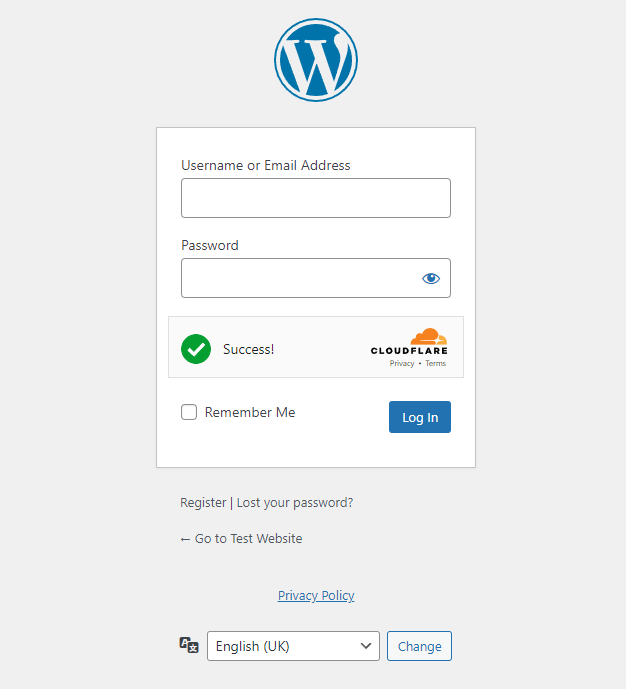 Username or Email Address
Password
Success!
CLOUDFLARE
Privacy • Terms
Remember Me
Log In
Register | Lost your password?
← Go to Test Website
Privacy Policy
English (UK)
Change